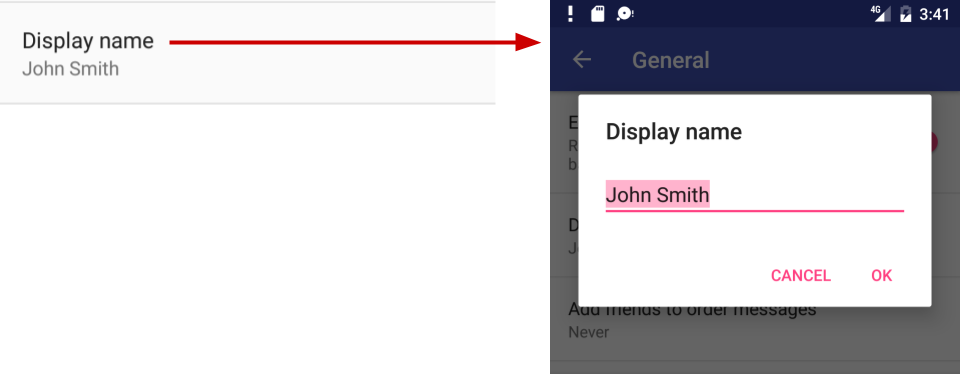 Display name
John Smith
4G 3:41
General
E
R
b
Display name
John Smith
D
J
CANCEL OK
Add friends to order messages
Never